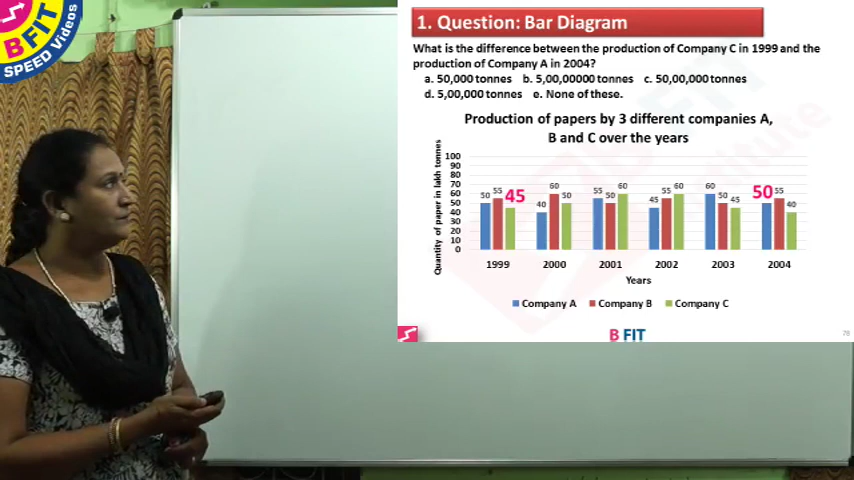 BFIT
SPEED Videos
1. Question: Bar Diagram
What is the difference between the production of Company C in 1999 and the
production of Company A in 2004?
a. 50,000 tonnes b. 5,00,00000 tonnes c. 50,00,000 tonnes
d. 5,00,000 tonnes e. None of these.
Production of papers by 3 different companies A,
B and C over the years
Quantity of paper in lakh tonnes
100
90
80
70
60
50
40
30
20
10
0
50 55 45 40 60 50 55 50 60 45 55 60 60 50 45 50 55 40
1999 2000 2001 2002 2003 2004
Years
Company A Company B Company C
B FIT
78